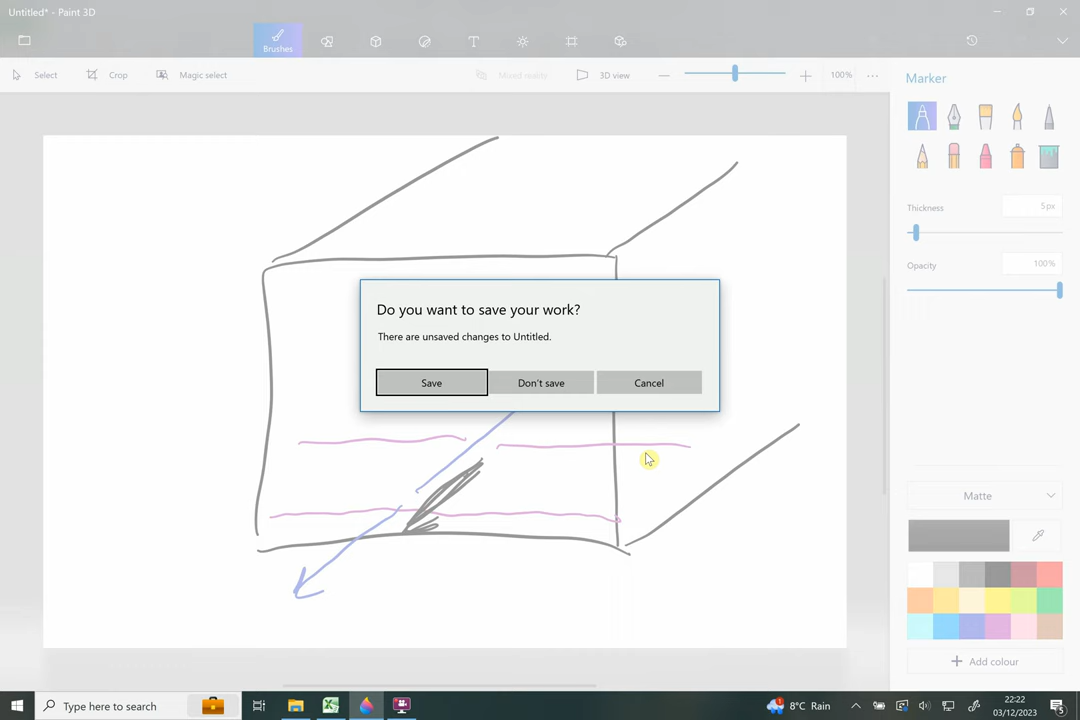 Untitled* - Paint 3D
Brushes
Select
Crop
Magic select
Mixed reality
3D view
100%
Marker
Thickness
5px
Opacity
100%
Do you want to save your work?
There are unsaved changes to Untitled.
Save
Don't save
Cancel
Matte
Add colour
Type here to search
8°C Rain
22:22
03/12/2023
5